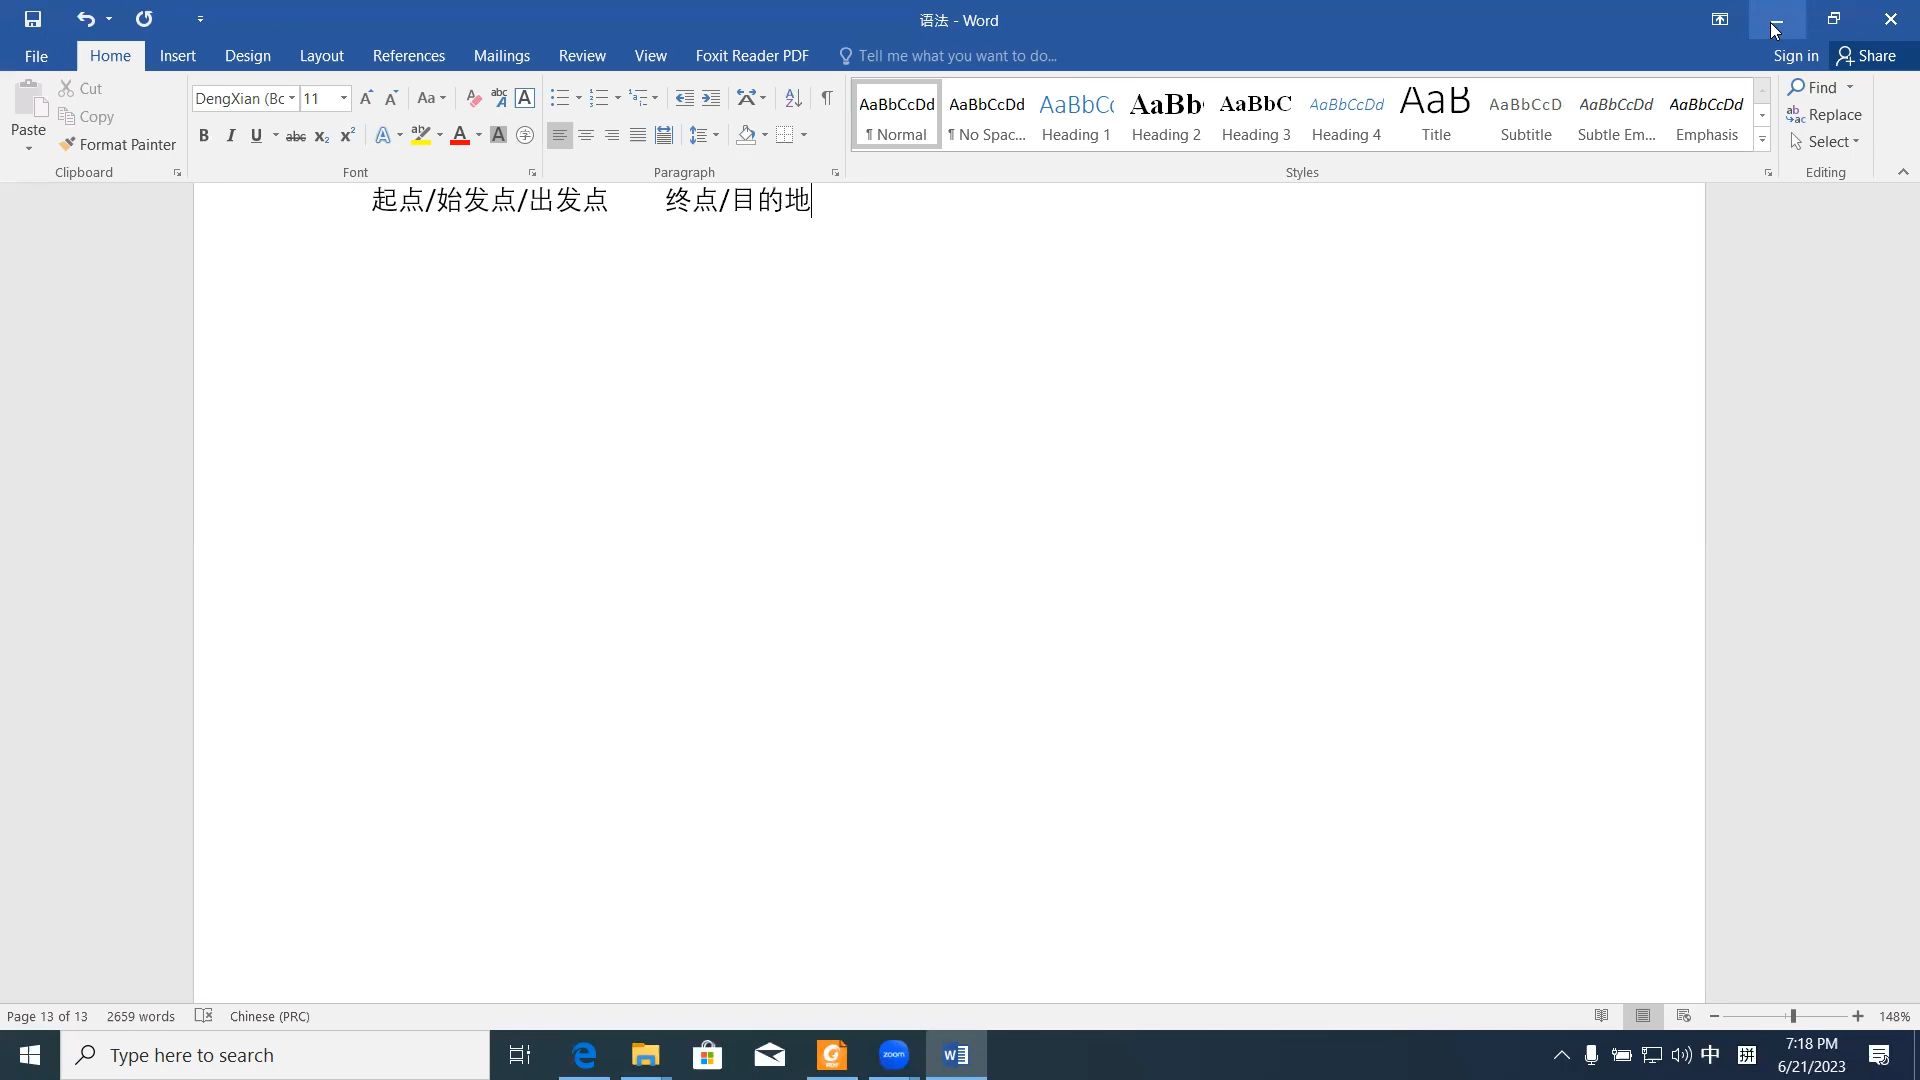 语法 - Word
File Home Insert Design Layout References Mailings Review View Foxit Reader PDF Tell me what you want to do... Sign in Share
Paste
Cut
Copy
Format Painter
Clipboard
DengXian (Bc 11
Font
Paragraph
AaBbCcDd AaBbCcDd AaBbCc AaBb AaBbC AaBbCcDd AaB AaBbCcD AaBbCcDd AaBbCcDd
¶ Normal ¶ No Spac... Heading 1 Heading 2 Heading 3 Heading 4 Title Subtitle Subtle Em... Emphasis
Styles
Find
Replace
Select
Editing
起点/始发点/出发点 终点/目的地
Page 13 of 13 2659 words Chinese (PRC) 148%
Type here to search
zoom
中 拼
7:18 PM
6/21/2023